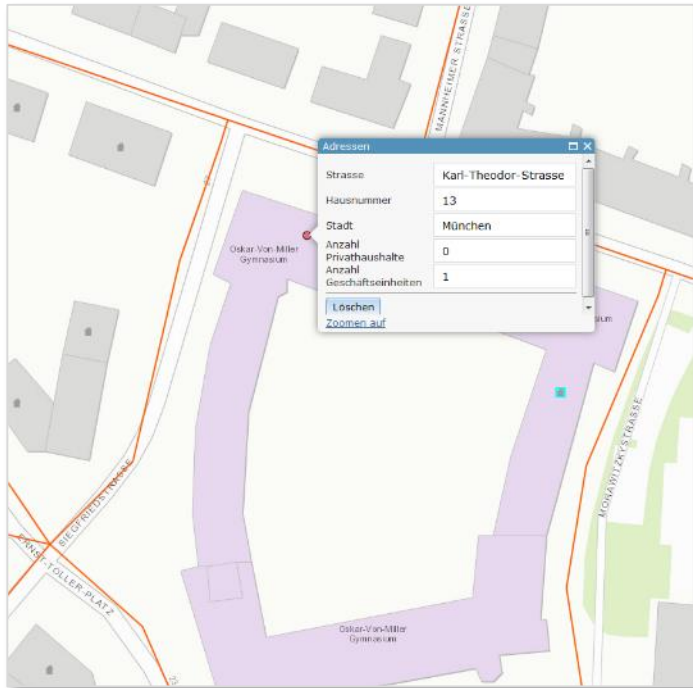 MANNHEIMER STRASSE
Adressen
Strasse
Karl-Theodor-Strasse
Hausnummer
13
Stadt
München
Anzahl
Privathaushalte
0
Anzahl
Geschäftseinheiten
1
Löschen
Zoomen auf
Oskar-Von-Miller
Gymnasium
MORAWITZKYSTRASSE
SIEGFRIEDSTRASSE
ERNST-TOLLER-PLATZ
Oskar-Von-Miller
Gymnasium